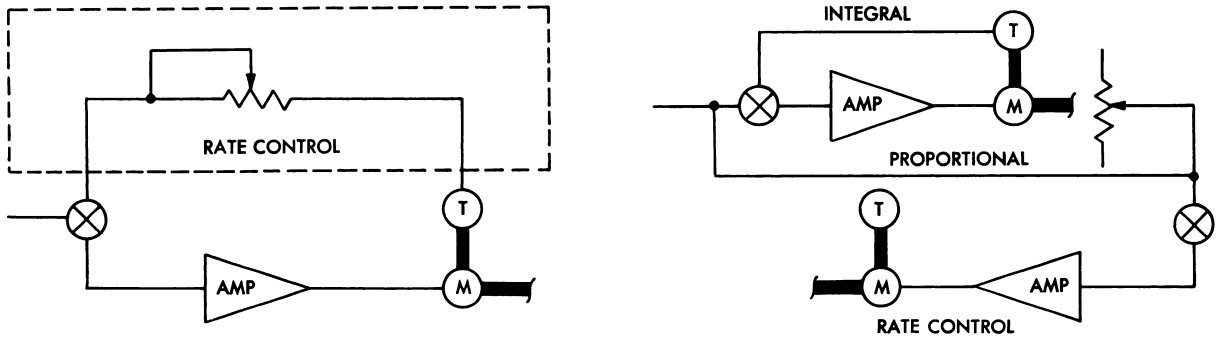 RATE CONTROL
T
AMP
M
INTEGRAL
T
AMP
M
PROPORTIONAL
T
M
AMP
RATE CONTROL